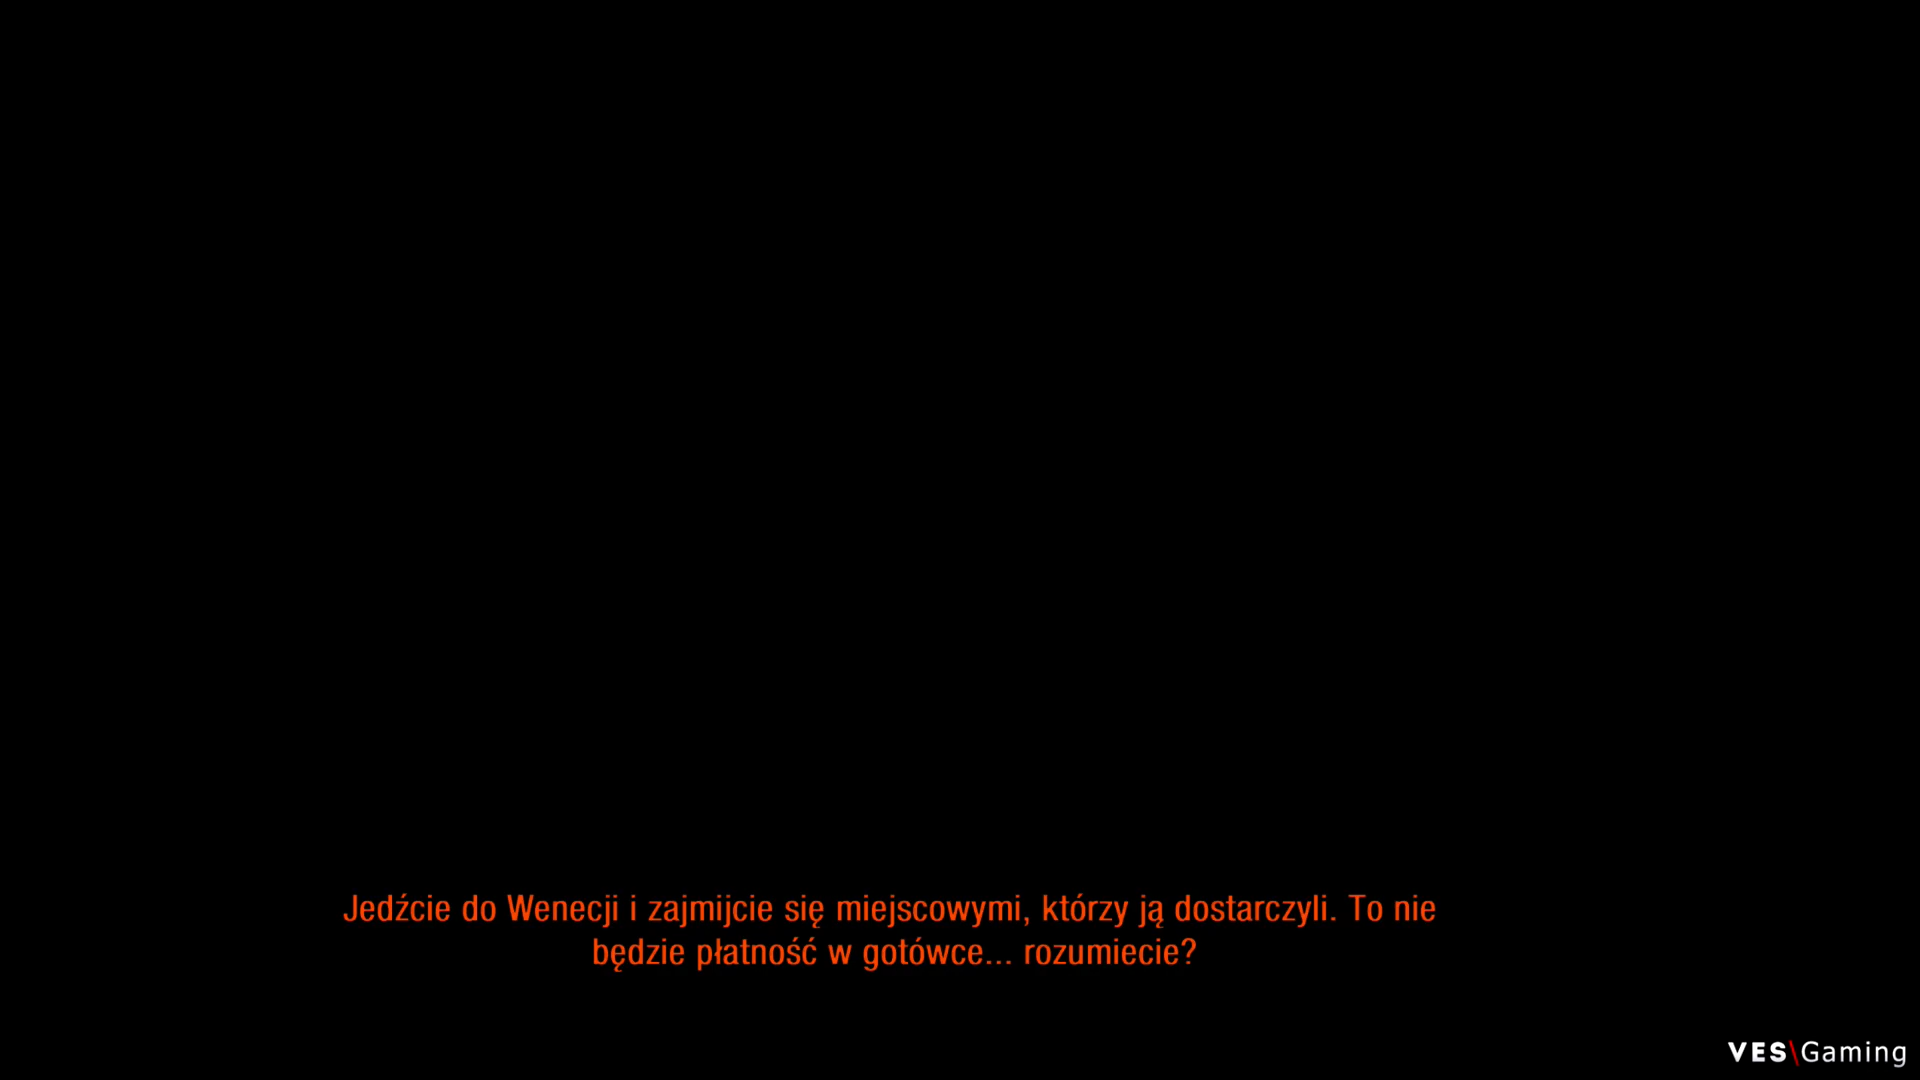 Jedźcie do Wenecji i zajmijcie się miejscowymi, którzy ją dostarczyli. To nie
będzie płatność w gotówce... rozumiecie?
VES\Gaming